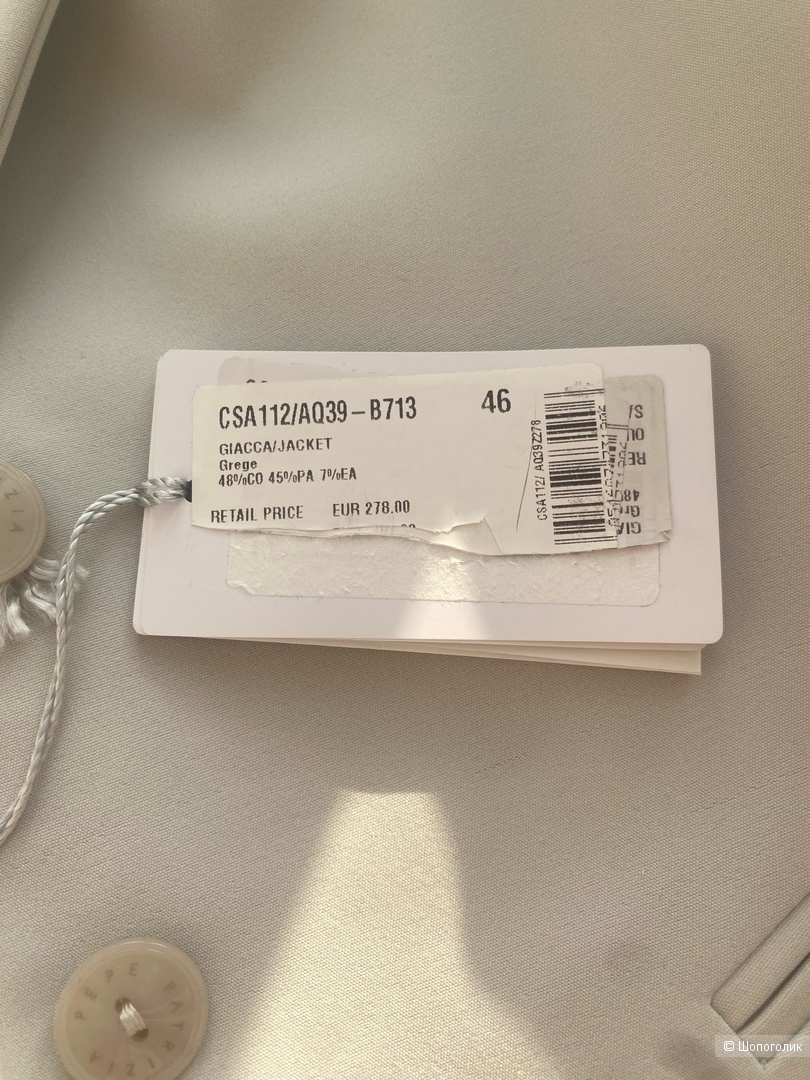 CSA112/AQ39-B713
46
GIACCA/JACKET
Grege
48%CO 45%PA 7%EA
RETAIL PRICE EUR 278.00
CSA112/ AQ39Z278
PEPE PATRIZIA
© Шопоголик